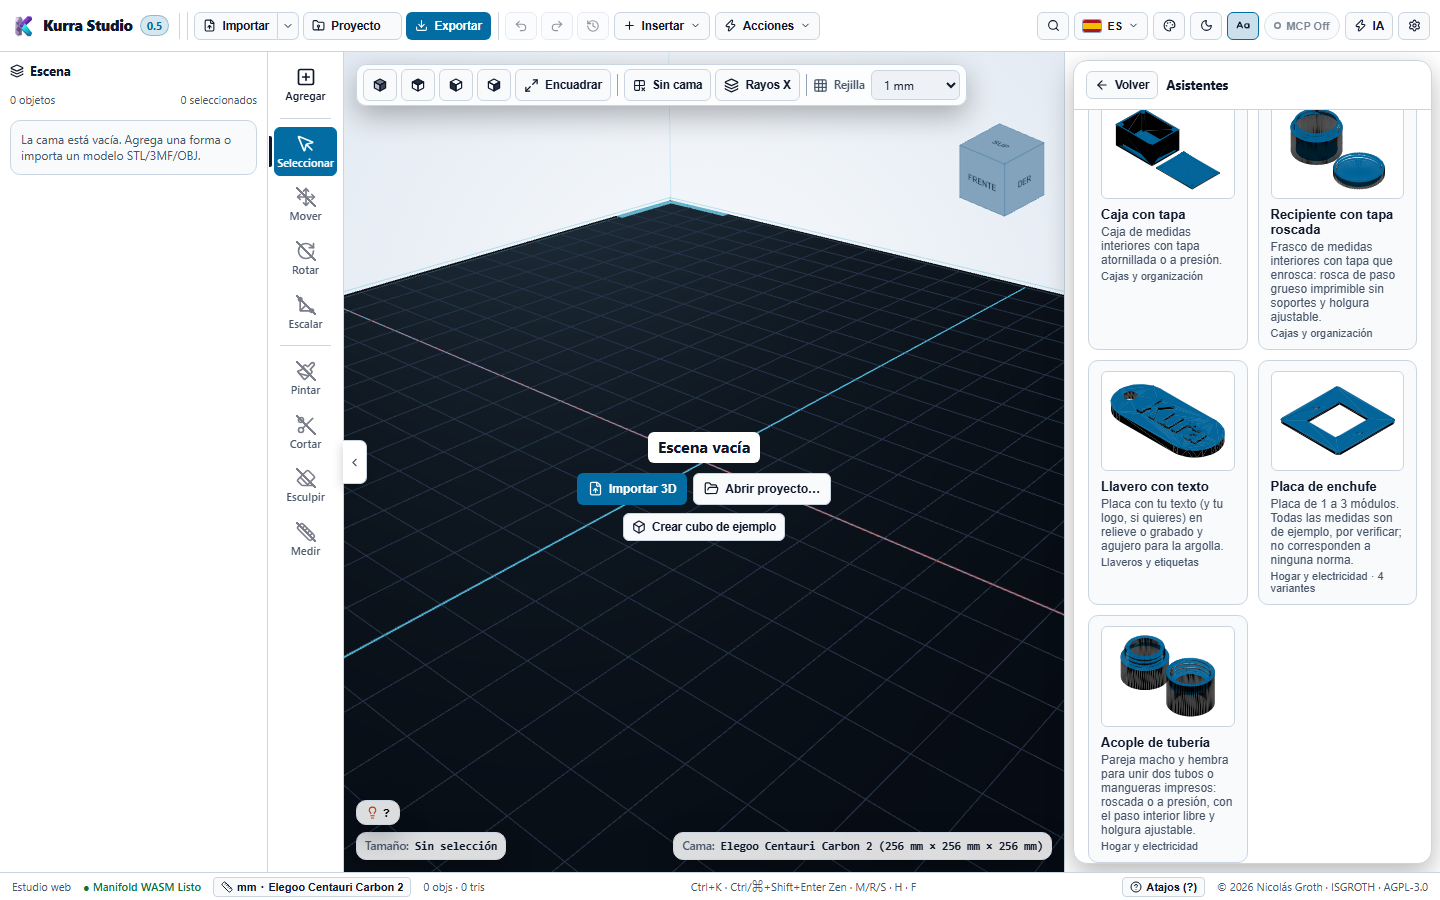 Kurra Studio 0.5
Importar
Proyecto
Exportar
Insertar
Acciones
ES
Aa
MCP Off
IA
Escena
0 objetos
0 seleccionados
La cama está vacía. Agrega una forma o
importa un modelo STL/3MF/OBJ.
Agregar
Seleccionar
Mover
Rotar
Escalar
Pintar
Cortar
Esculpir
Medir
Encuadrar
Sin cama
Rayos X
Rejilla
1 mm
SUP
FRENTE
DER
Escena vacía
Importar 3D
Abrir proyecto...
Crear cubo de ejemplo
?
Tamaño: Sin selección
Cama: Elegoo Centauri Carbon 2 (256 mm × 256 mm × 256 mm)
Volver
Asistentes
Caja con tapa
Caja de medidas
interiores con tapa
atornillada o a presión.
Cajas y organización
Recipiente con tapa
roscada
Frasco de medidas
interiores con tapa que
enrosca: rosca de paso
grueso imprimible sin
soportes y holgura
ajustable.
Cajas y organización
Kurra
Llavero con texto
Placa con tu texto (y tu
logo, si quieres) en
relieve o grabado y
agujero para la argolla.
Llaveros y etiquetas
Placa de enchufe
Placa de 1 a 3 módulos.
Todas las medidas son
de ejemplo, por verificar;
no corresponden a
ninguna norma.
Hogar y electricidad · 4
variantes
Acople de tubería
Pareja macho y hembra
para unir dos tubos o
mangueras impresos:
roscada o a presión, con
el paso interior libre y
holgura ajustable.
Hogar y electricidad
Estudio web
Manifold WASM Listo
mm · Elegoo Centauri Carbon 2
0 objs · 0 tris
Ctrl+K · Ctrl/⌘+Shift+Enter Zen · M/R/S · H · F
Atajos (?)
© 2026 Nicolás Groth · ISGROTH · AGPL-3.0